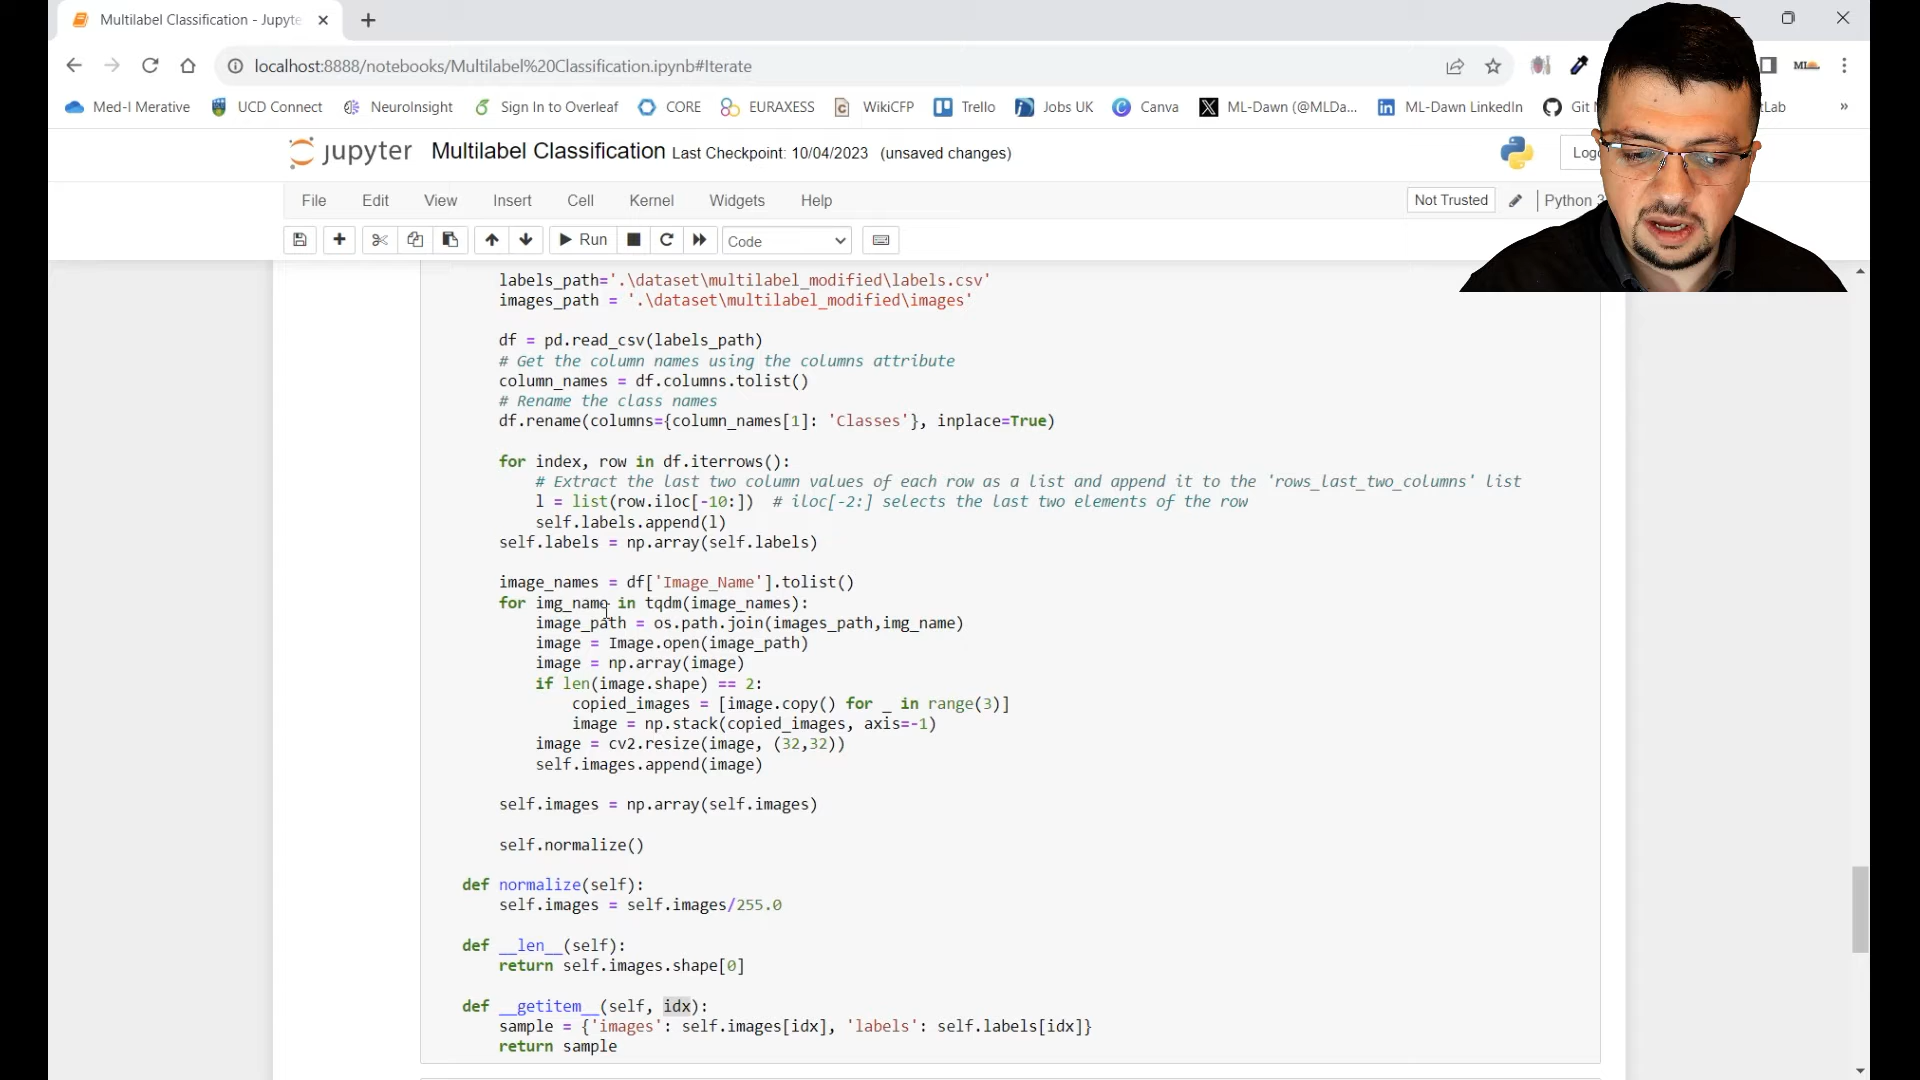 Multilabel Classification - Jupyte
localhost:8888/notebooks/Multilabel%20Classification.ipynb#Iterate
Med-I Merative UCD Connect NeuroInsight Sign In to Overleaf CORE EURAXESS WikiCFP Trello Jobs UK Canva ML-Dawn (@MLDa... ML-Dawn LinkedIn Git Lab »
jupyter Multilabel Classification Last Checkpoint: 10/04/2023 (unsaved changes)
File Edit View Insert Cell Kernel Widgets Help Not Trusted Python 3
Run Code
labels_path='.\dataset\multilabel_modified\labels.csv'
images_path = '.\dataset\multilabel_modified\images'
df = pd.read_csv(labels_path)
# Get the column names using the columns attribute
column_names = df.columns.tolist()
# Rename the class names
df.rename(columns={column_names[1]: 'Classes'}, inplace=True)
for index, row in df.iterrows():
# Extract the last two column values of each row as a list and append it to the 'rows_last_two_columns' list
l = list(row.iloc[-10:]) # iloc[-2:] selects the last two elements of the row
self.labels.append(l)
self.labels = np.array(self.labels)
image_names = df['Image_Name'].tolist()
for img_name in tqdm(image_names):
image_path = os.path.join(images_path,img_name)
image = Image.open(image_path)
image = np.array(image)
if len(image.shape) == 2:
copied_images = [image.copy() for _ in range(3)]
image = np.stack(copied_images, axis=-1)
image = cv2.resize(image, (32,32))
self.images.append(image)
self.images = np.array(self.images)
self.normalize()
def normalize(self):
self.images = self.images/255.0
def __len__(self):
return self.images.shape[0]
def __getitem__(self, idx):
sample = {'images': self.images[idx], 'labels': self.labels[idx]}
return sample